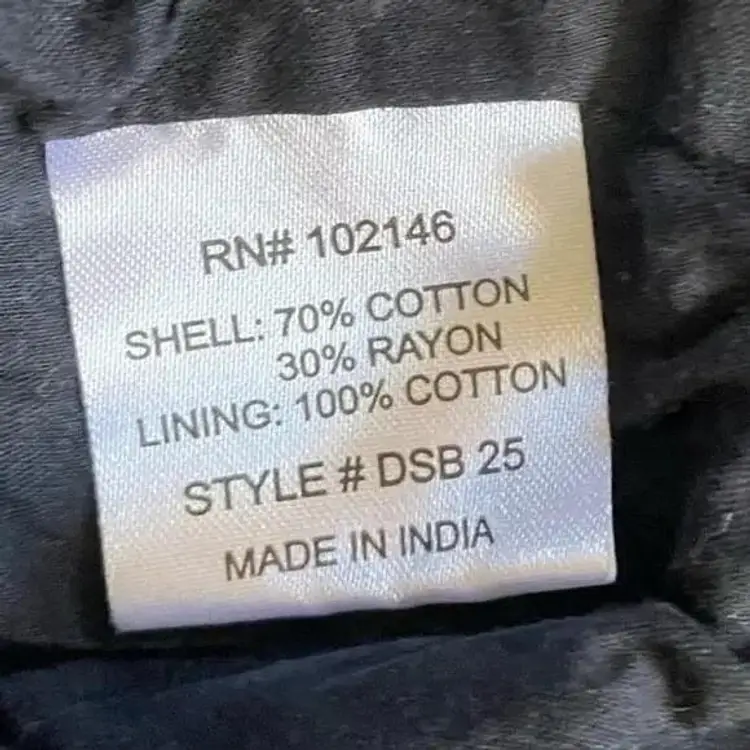 RN# 102146
SHELL: 70% COTTON
30% RAYON
LINING: 100% COTTON
STYLE # DSB 25
MADE IN INDIA